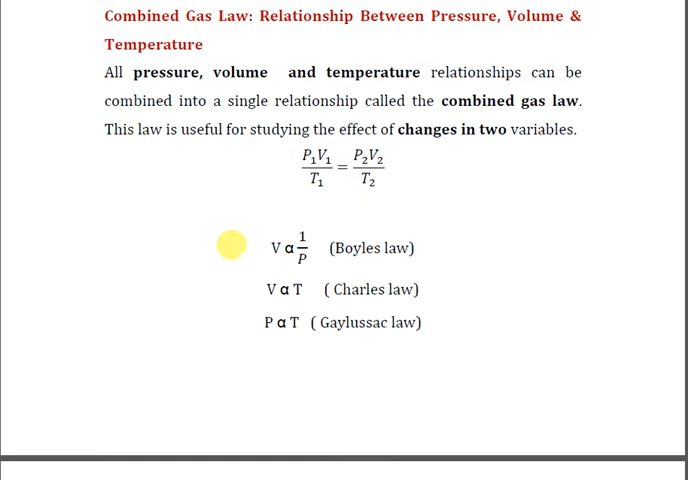 Combined Gas Law: Relationship Between Pressure, Volume &
Temperature
All pressure, volume and temperature relationships can be
combined into a single relationship called the combined gas law.
This law is useful for studying the effect of changes in two variables.
P₁V₁/T₁ = P₂V₂/T₂
V α 1/P (Boyles law)
V α T ( Charles law)
P α T ( Gaylussac law)